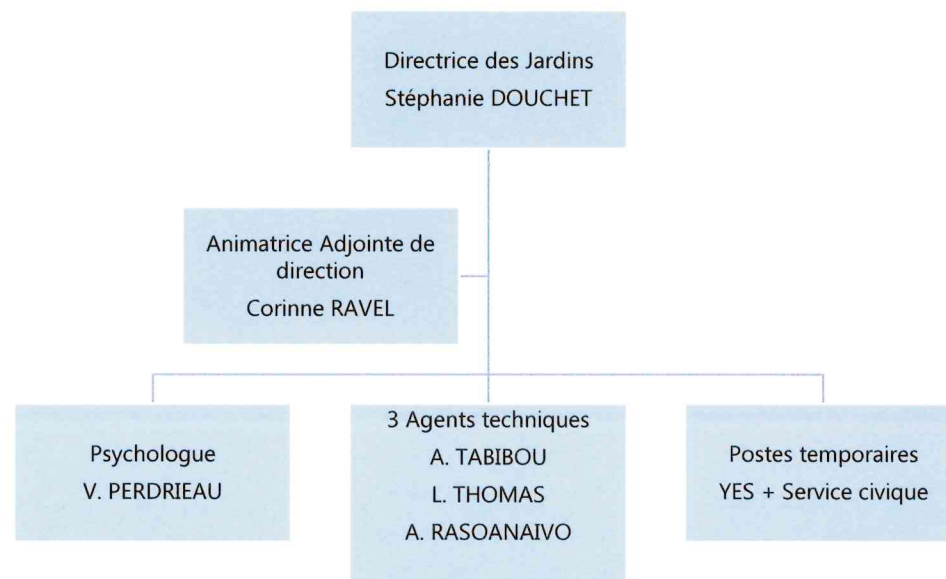 Directrice des Jardins
Stéphanie DOUCHET
Animatrice Adjointe de
direction
Corinne RAVEL
Psychologue
V. PERDRIEAU
3 Agents techniques
A. TABIBOU
L. THOMAS
A. RASOANAIVO
Postes temporaires
YES + Service civique